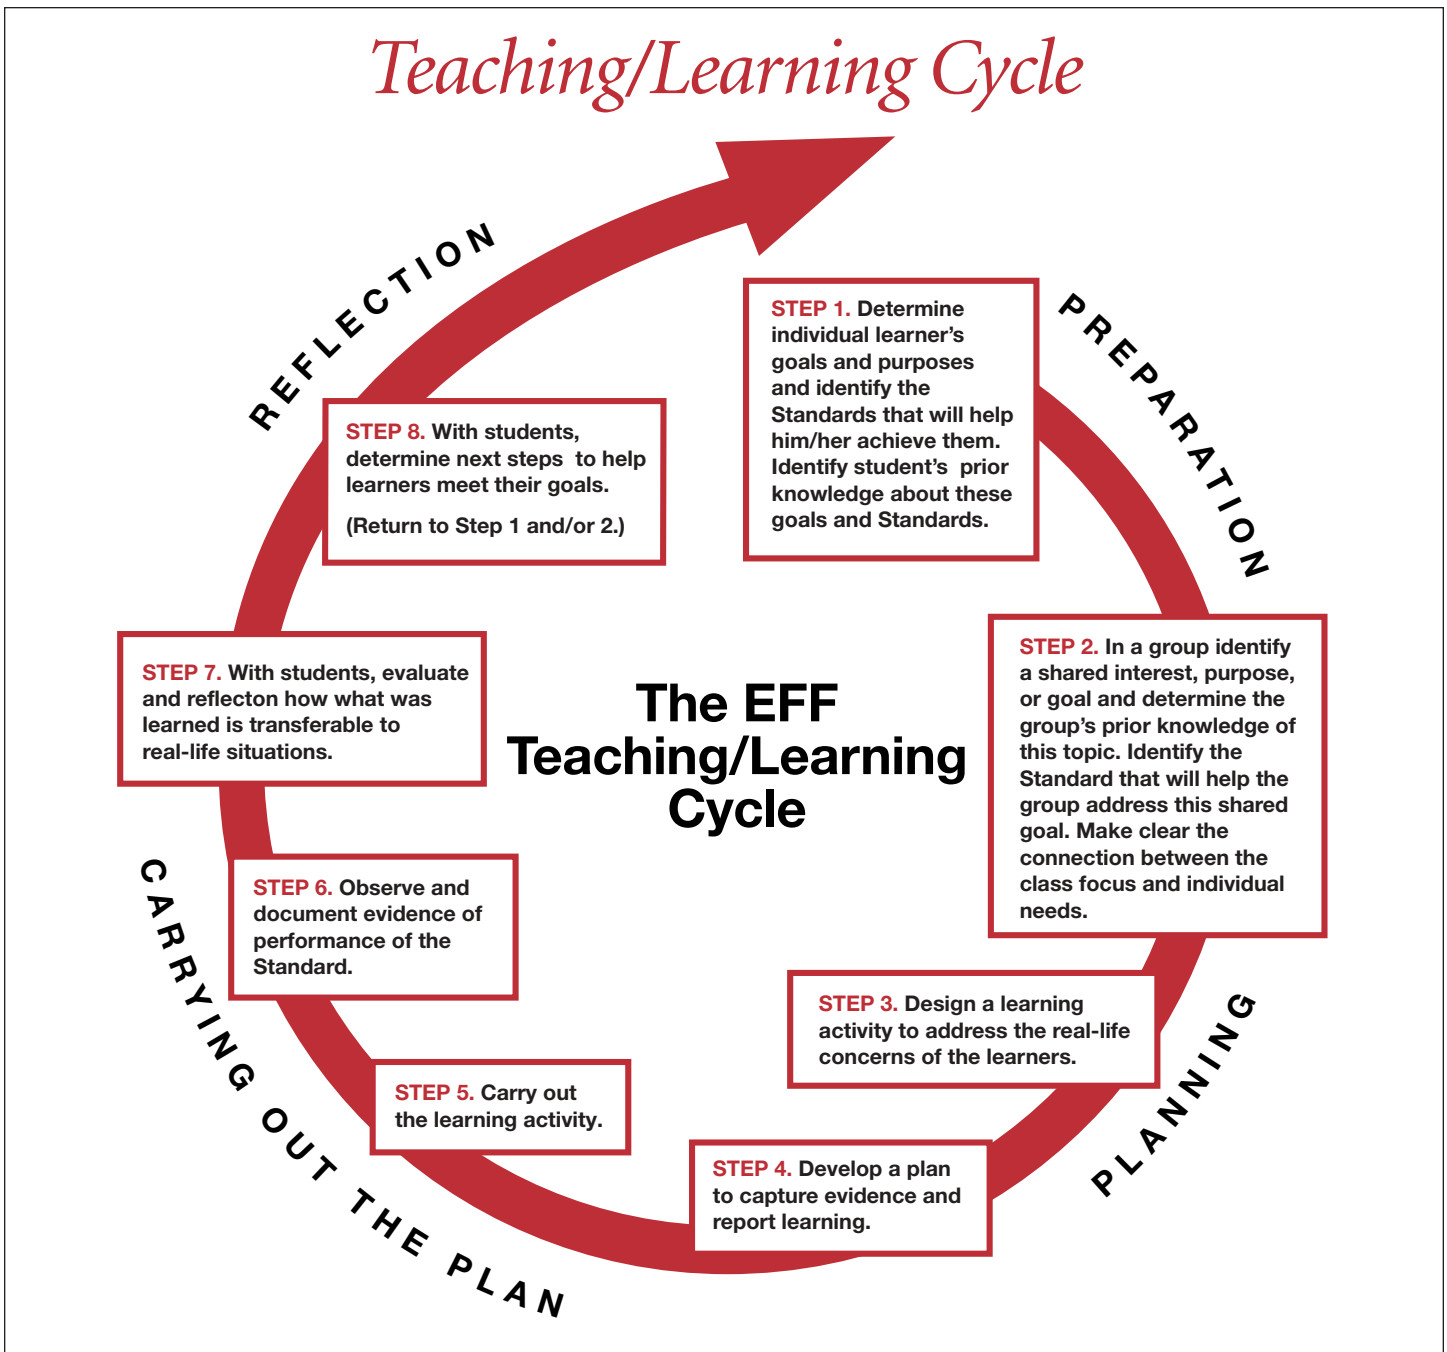 Teaching/Learning Cycle
REFLECTION
PREPARATION
STEP 1. Determine
individual learner's
goals and purposes
and identify the
Standards that will help
him/her achieve them.
Identify student's prior
knowledge about these
goals and Standards.
STEP 2. In a group identify
a shared interest, purpose,
or goal and determine the
group's prior knowledge of
this topic. Identify the
Standard that will help the
group address this shared
goal. Make clear the
connection between the
class focus and individual
needs.
PLANNING
STEP 3. Design a learning
activity to address the real-life
concerns of the learners.
STEP 4. Develop a plan
to capture evidence and
report learning.
CARRYING OUT THE PLAN
STEP 5. Carry out
the learning activity.
STEP 6. Observe and
document evidence of
performance of the
Standard.
STEP 7. With students, evaluate
and reflecton how what was
learned is transferable to
real-life situations.
STEP 8. With students,
determine next steps to help
learners meet their goals.
(Return to Step 1 and/or 2.)
The EFF
Teaching/Learning
Cycle